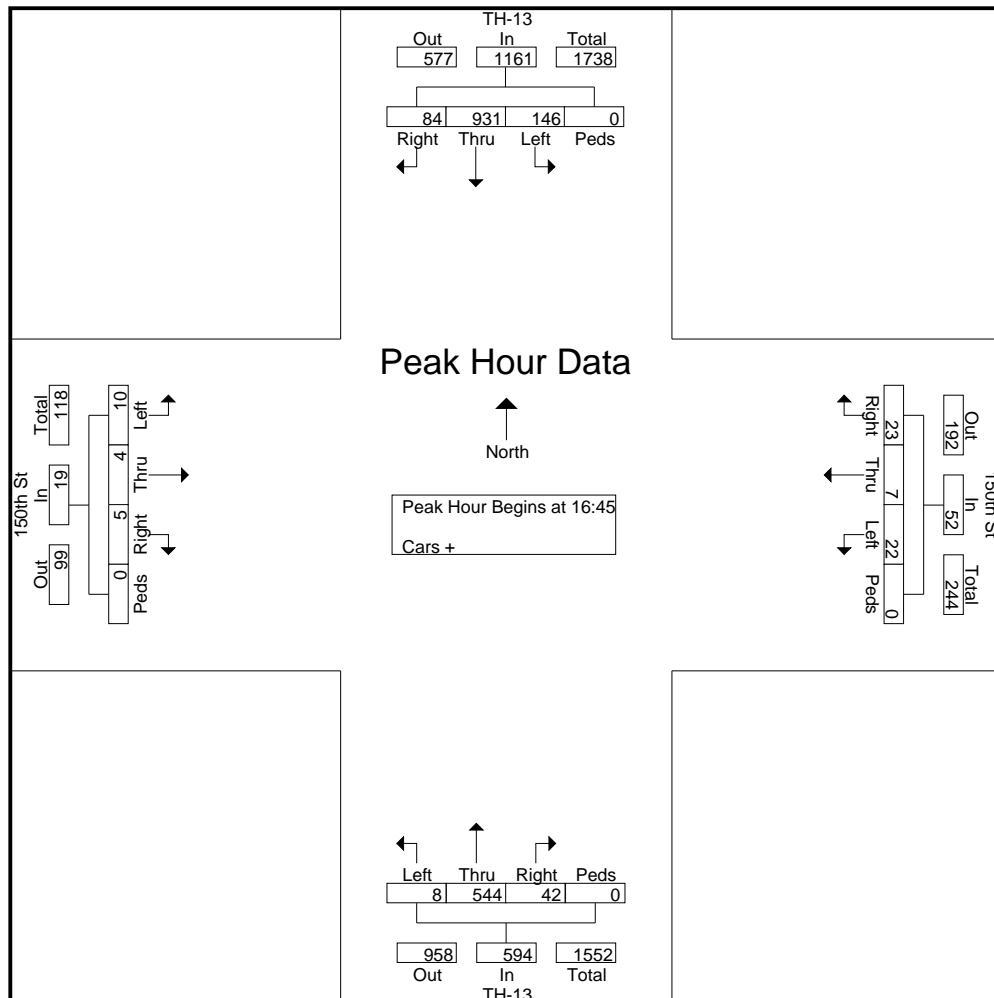 TH-13
Out In Total
577 1161 1738
84 931 146 0
Right Thru Left Peds
Peak Hour Data
North
Peak Hour Begins at 16:45
Cars +
150th St
Out In Total
99 19 118
Left Thru Right Peds
10 4 5 0
150th St
Out In Total
192 52 244
Right Thru Left Peds
23 7 22 0
Left Thru Right Peds
8 544 42 0
958 594 1552
Out In Total
TH-13